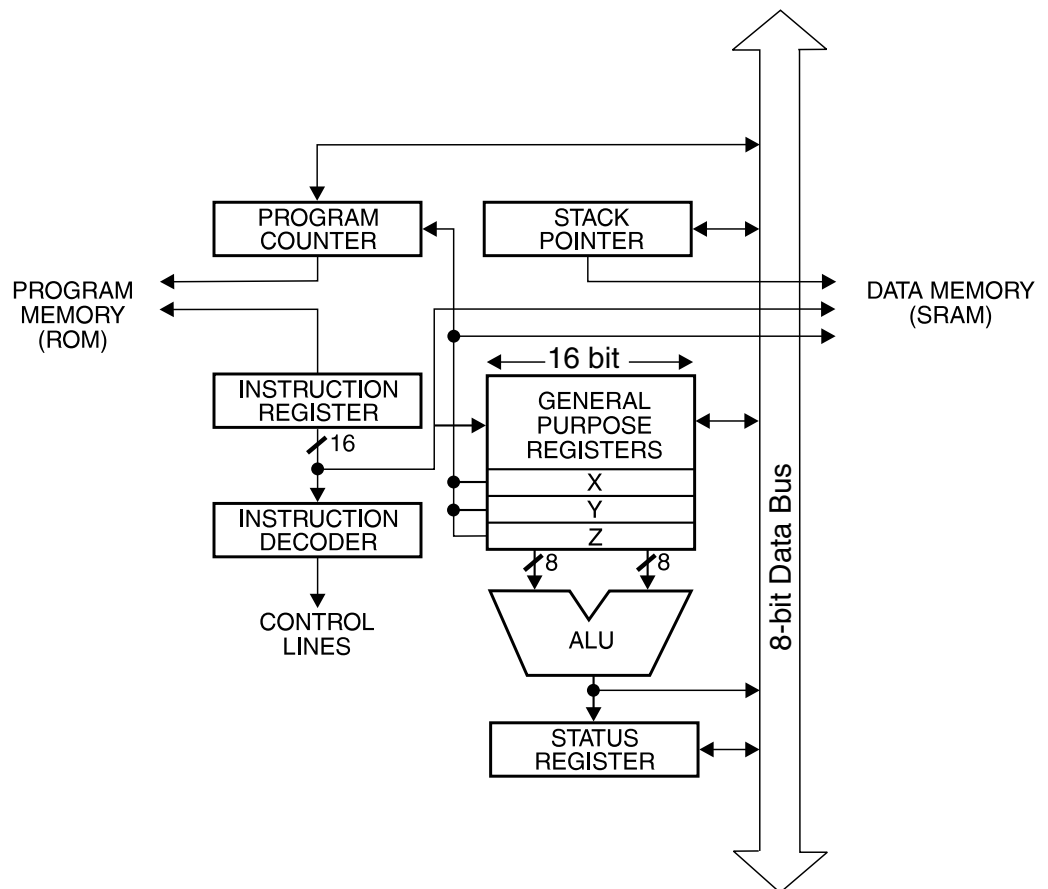 PROGRAM
COUNTER
STACK
POINTER
PROGRAM
MEMORY
(ROM)
DATA MEMORY
(SRAM)
16 bit
INSTRUCTION
REGISTER
GENERAL
PURPOSE
REGISTERS
16
X
Y
Z
INSTRUCTION
DECODER
8
8
CONTROL
LINES
ALU
8-bit Data Bus
STATUS
REGISTER